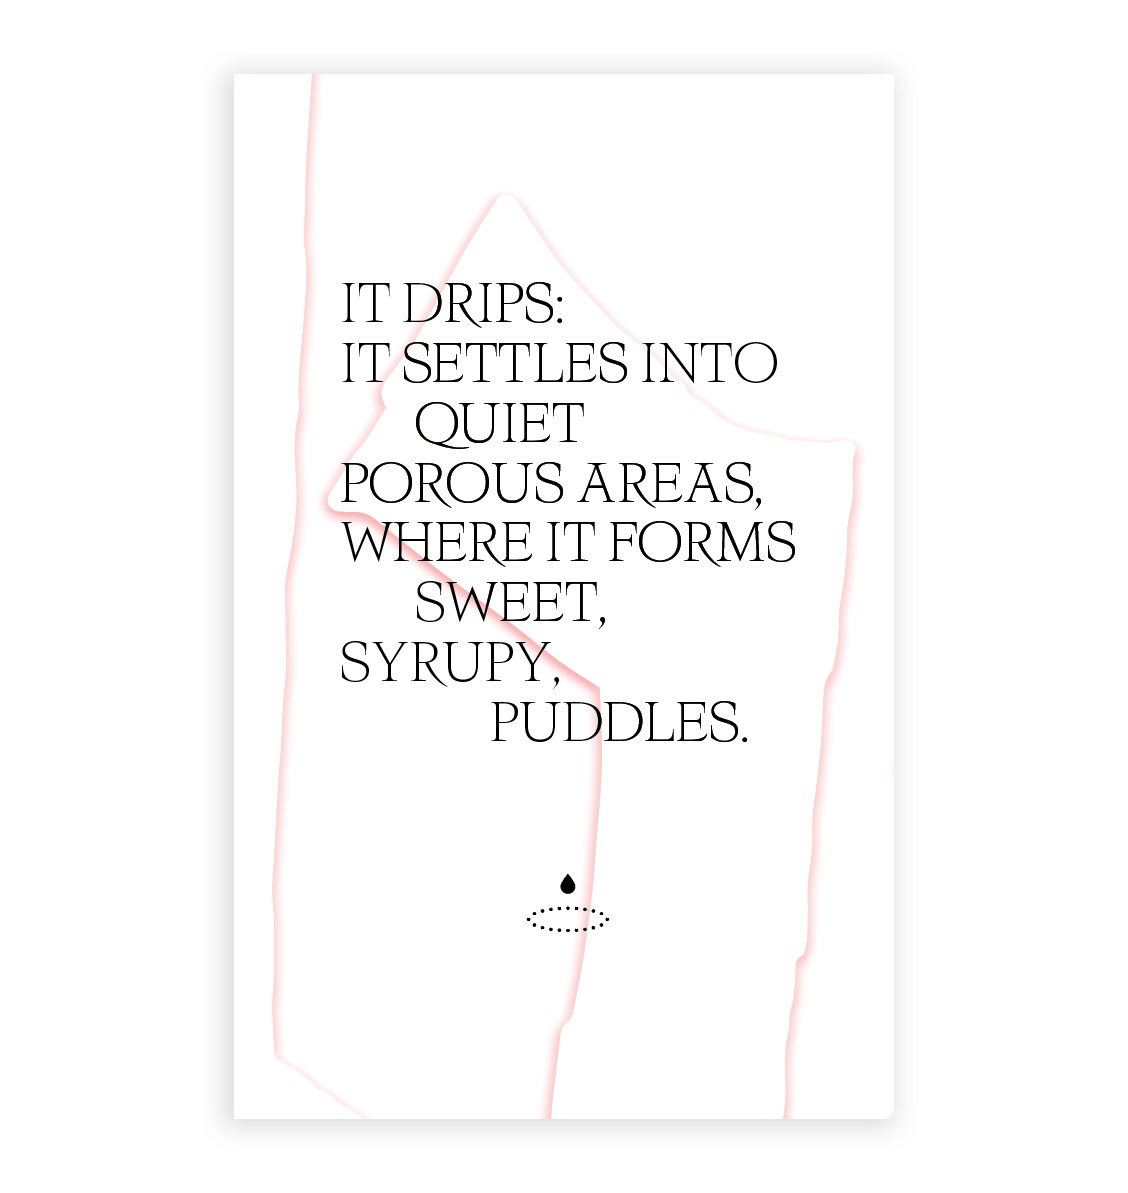 IT DRIPS:
IT SETTLES INTO
QUIET
POROUS AREAS,
WHERE IT FORMS
SWEET,
SYRUPY,
PUDDLES.